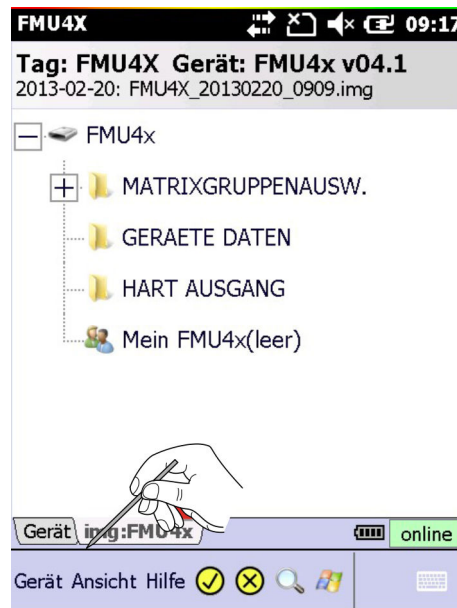 FMU4X 09:17
Tag: FMU4X Gerät: FMU4x v04.1
2013-02-20: FMU4X_20130220_0909.img
FMU4x
MATRIXGRUPPENAUSW.
GERAETE DATEN
HART AUSGANG
Mein FMU4x(leer)
Gerät img:FMU4x online
Gerät Ansicht Hilfe